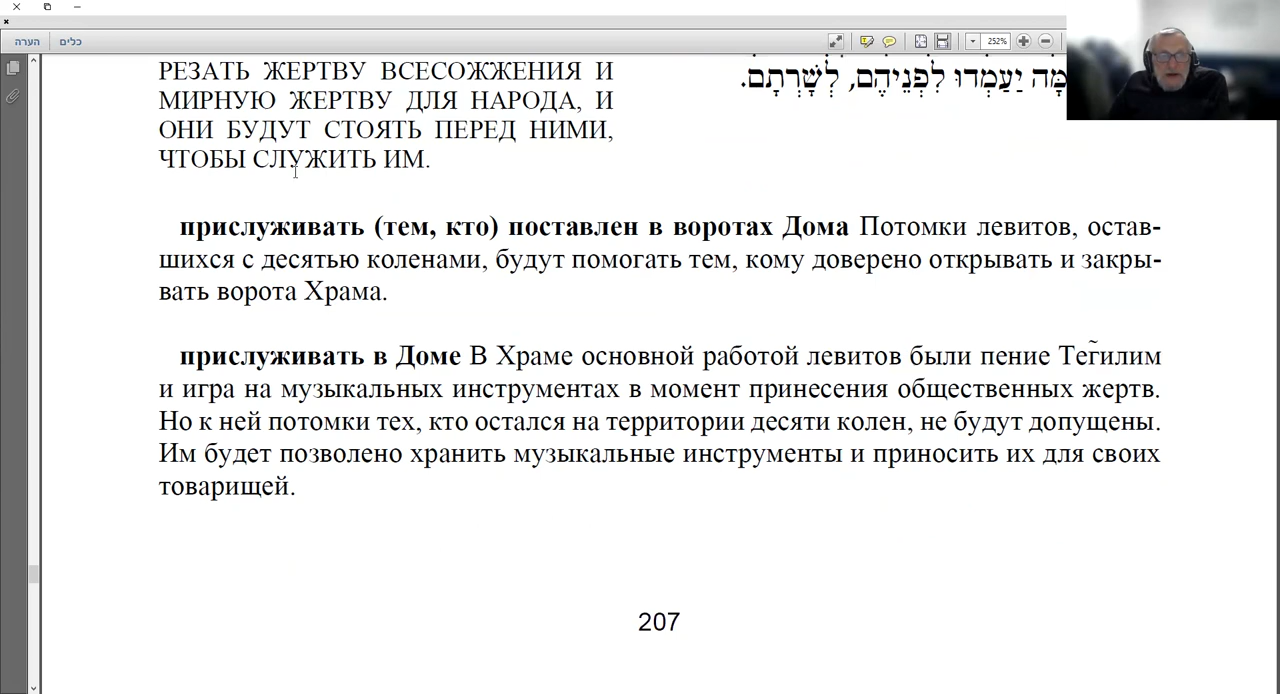 הערה
כלים
252%
РЕЗАТЬ ЖЕРТВУ ВСЕСОЖЖЕНИЯ И
МИРНУЮ ЖЕРТВУ ДЛЯ НАРОДА, И
ОНИ БУДУТ СТОЯТЬ ПЕРЕД НИМИ,
ЧТОБЫ СЛУЖИТЬ ИМ.
יַעַמְדוּ לִפְנֵיהֶם, לְשָׁרְתָם.
прислуживать (тем, кто) поставлен в воротах Дома Потомки левитов, остав-
шихся с десятью коленами, будут помогать тем, кому доверено открывать и закры-
вать ворота Храма.
прислуживать в Доме В Храме основной работой левитов были пение Тег̃илим
и игра на музыкальных инструментах в момент принесения общественных жертв.
Но к ней потомки тех, кто остался на территории десяти колен, не будут допущены.
Им будет позволено хранить музыкальные инструменты и приносить их для своих
товарищей.
207